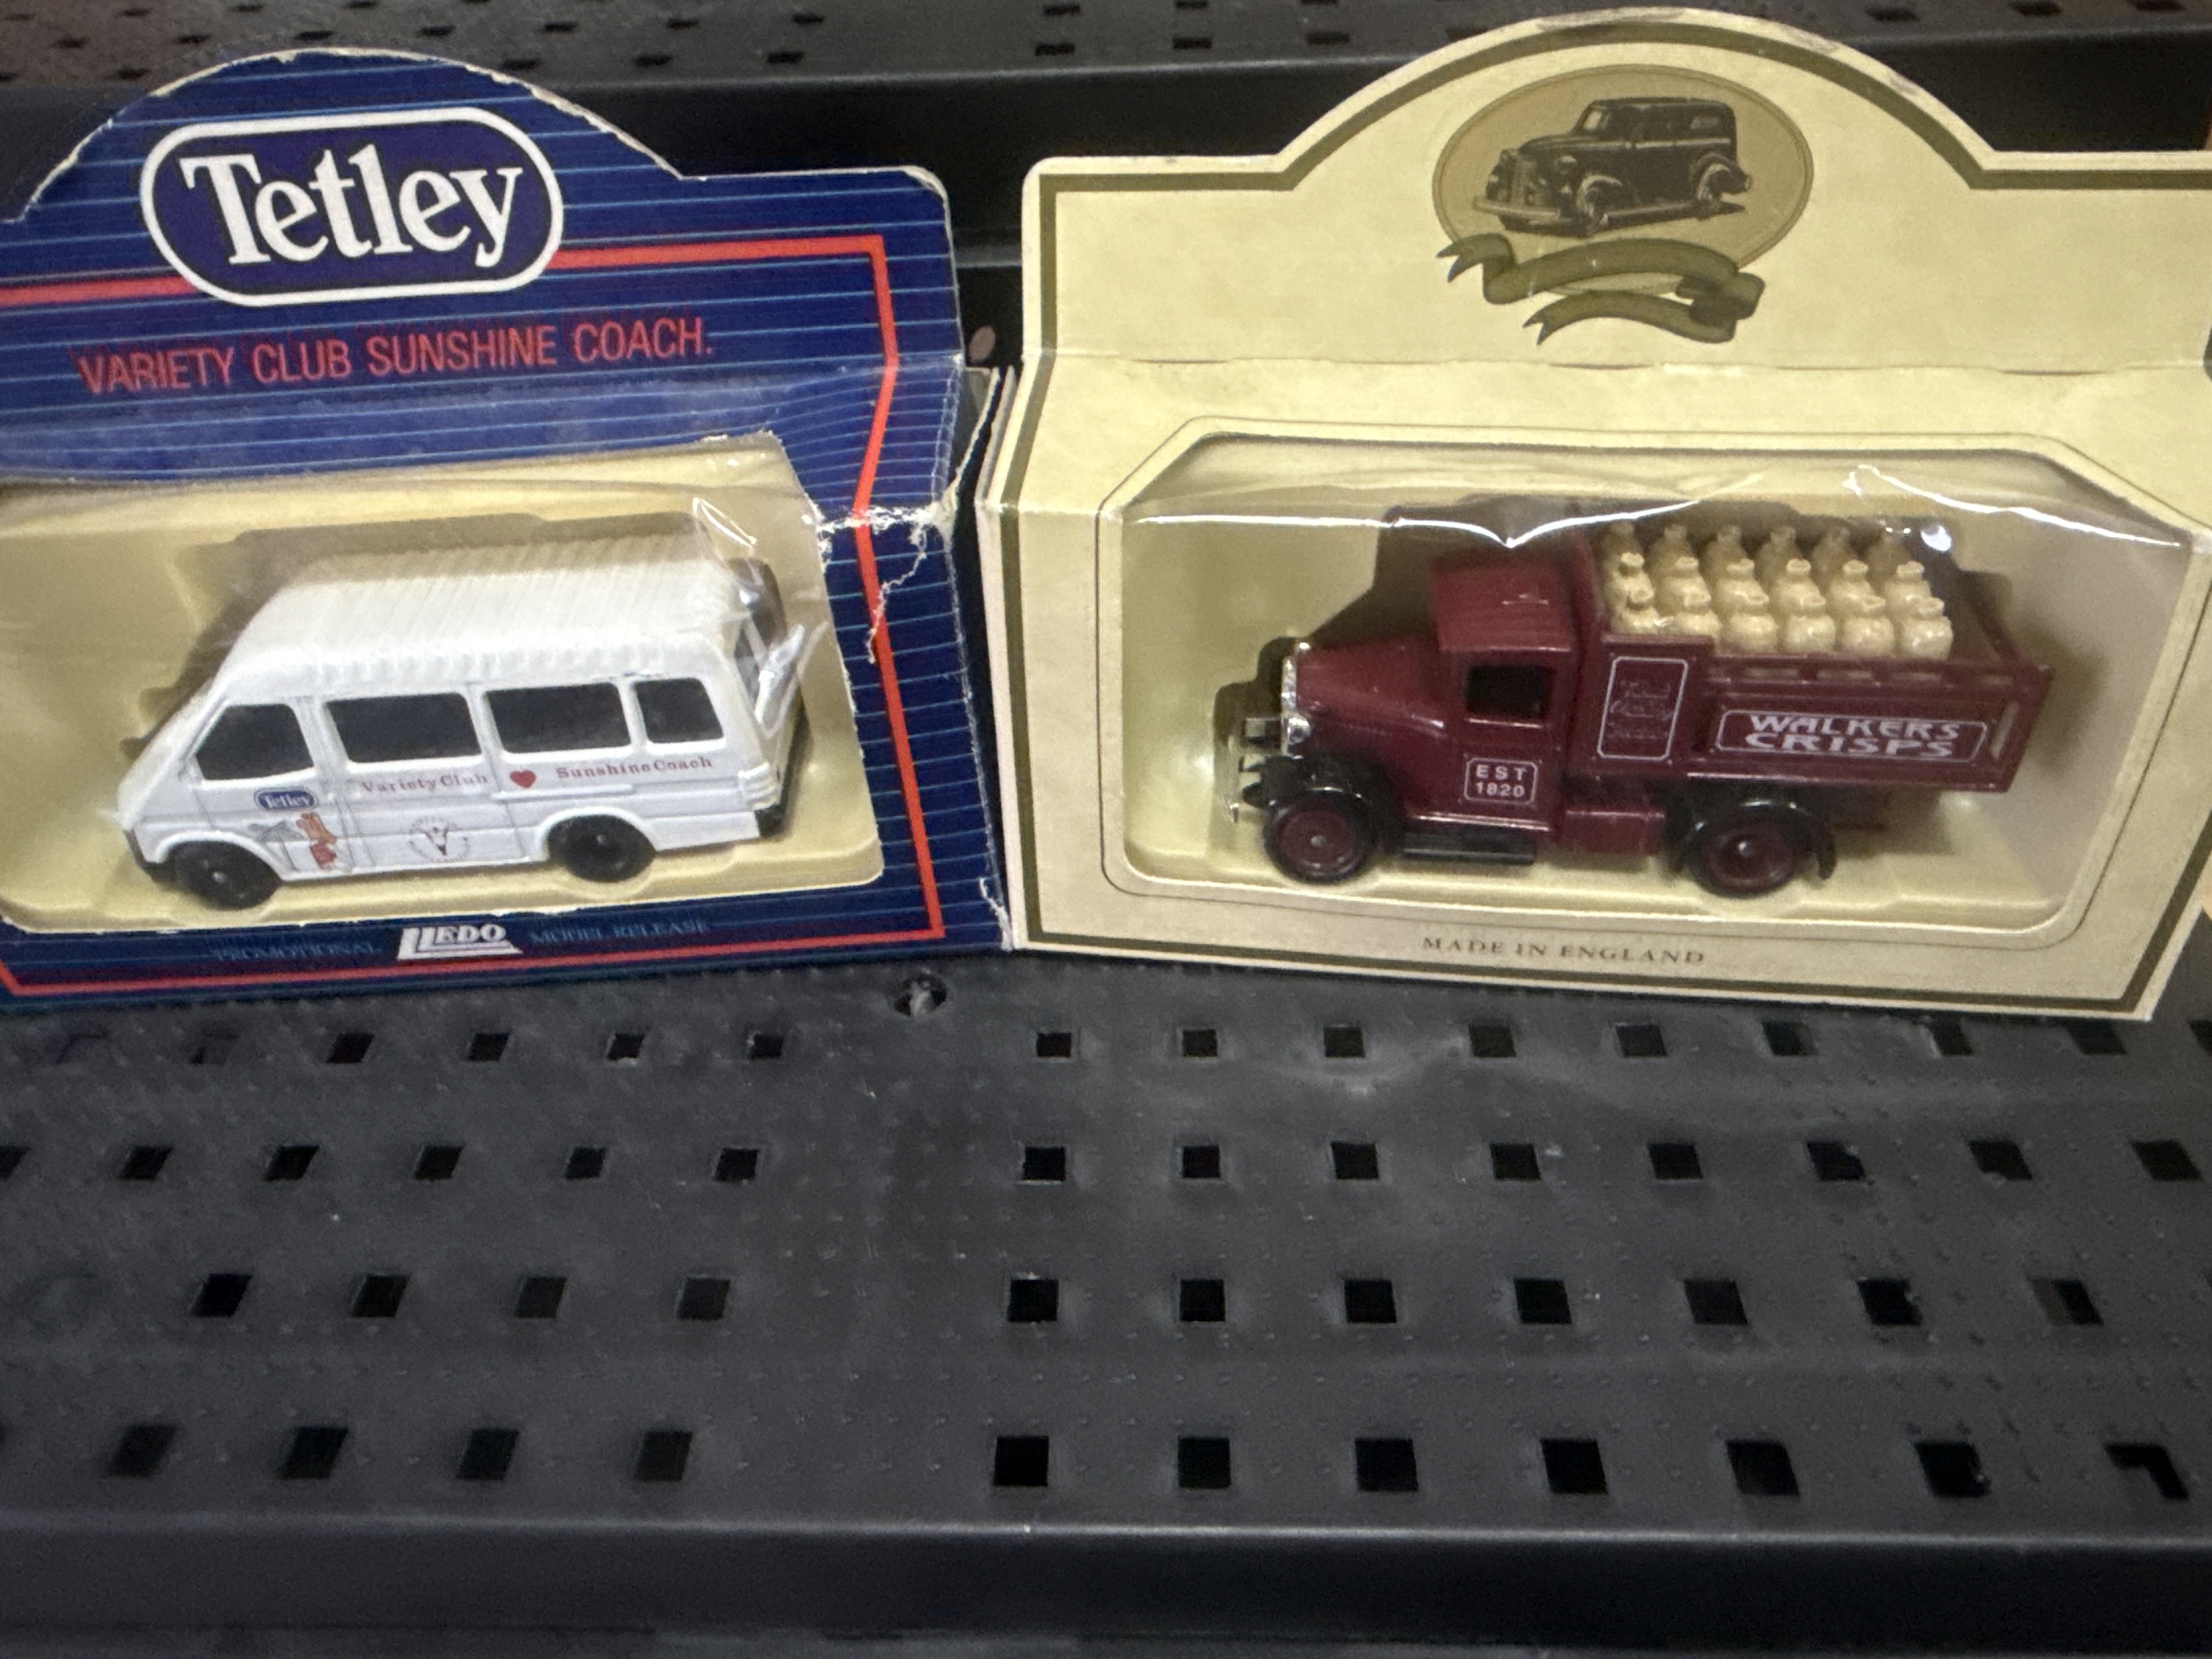 Tetley
VARIETY CLUB SUNSHINE COACH.
Variety Club Sunshine Coach
Tetley
PROMOTIONAL LLEDO MODEL RELEASE
WALKERS
CRISPS
EST
1820
MADE IN ENGLAND